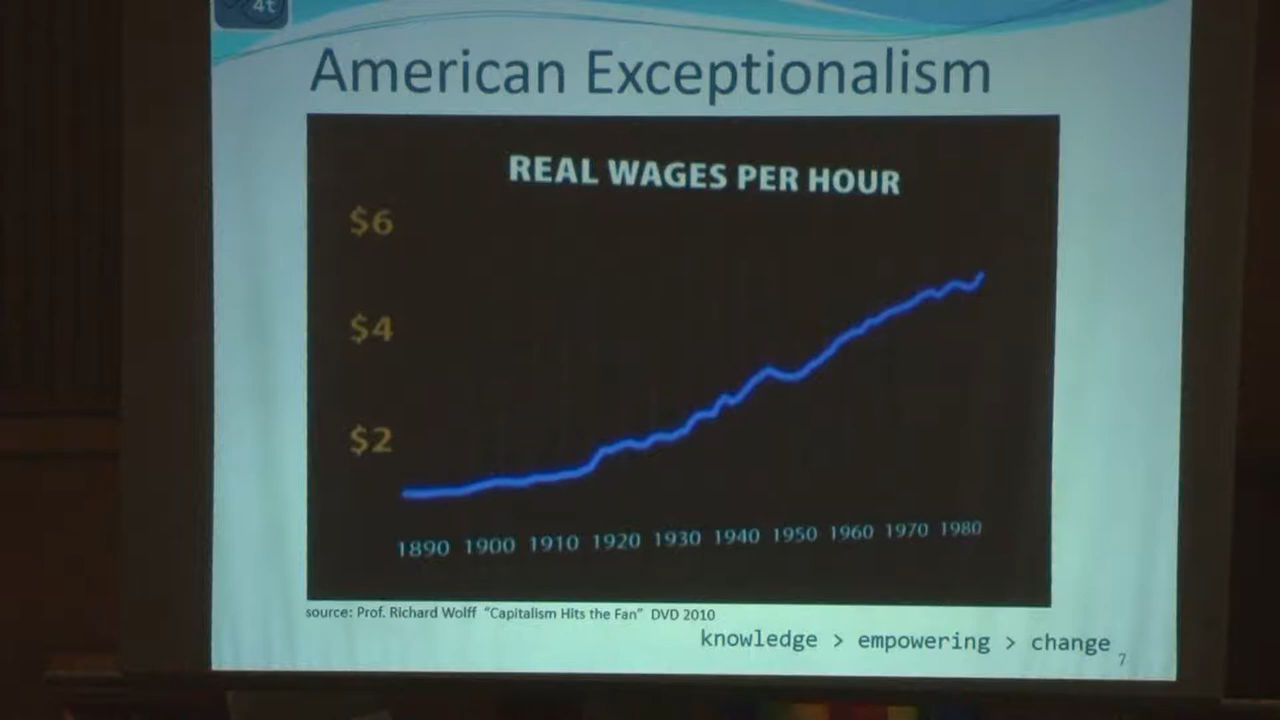 4t
American Exceptionalism
REAL WAGES PER HOUR
$6
$4
$2
1890 1900 1910 1920 1930 1940 1950 1960 1970 1980
source: Prof. Richard Wolff "Capitalism Hits the Fan" DVD 2010
knowledge > empowering > change
7